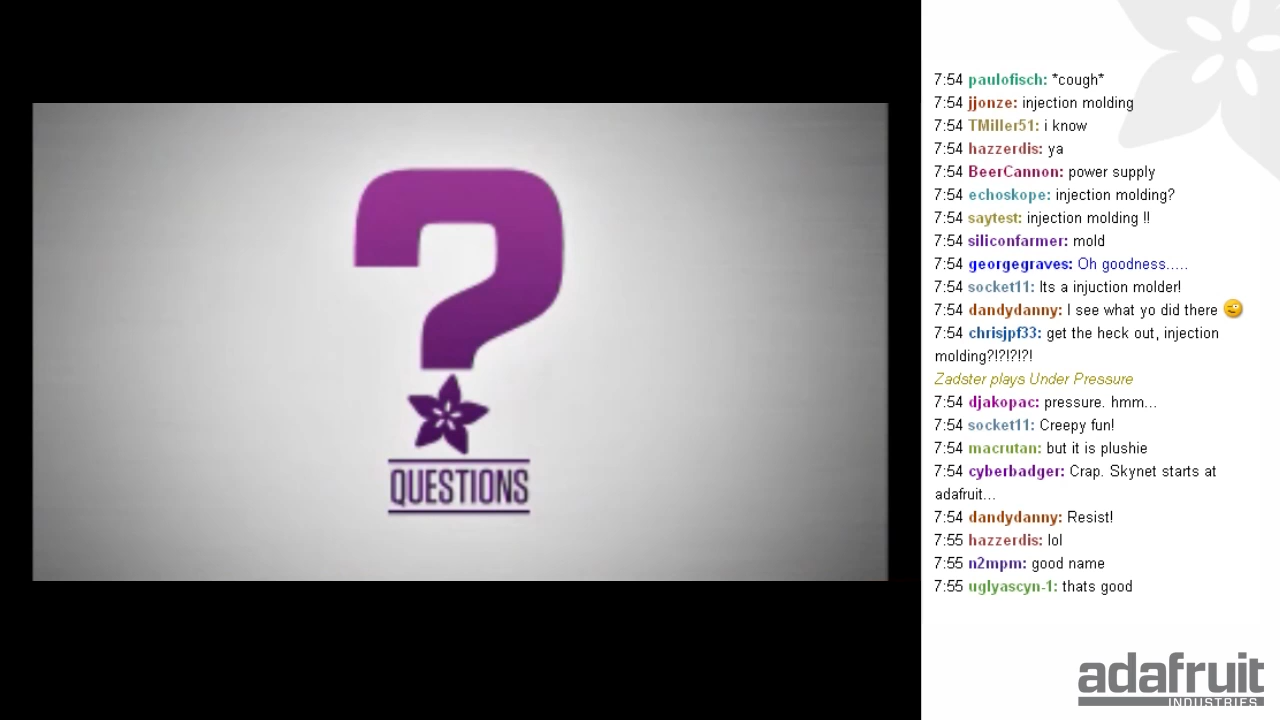 ?
QUESTIONS
7:54 paulofisch: *cough*
7:54 jjonze: injection molding
7:54 TMiller51: i know
7:54 hazzerdis: ya
7:54 BeerCannon: power supply
7:54 echoskope: injection molding?
7:54 saytest: injection molding !!
7:54 siliconfarmer: mold
7:54 georgegraves: Oh goodness.....
7:54 socket11: Its a injuction molder!
7:54 dandydanny: I see what yo did there
7:54 chrisjpf33: get the heck out, injection
molding?!?!?!?!
Zadster plays Under Pressure
7:54 djakopac: pressure. hmm...
7:54 socket11: Creepy fun!
7:54 macrutan: but it is plushie
7:54 cyberbadger: Crap. Skynet starts at
adafruit...
7:54 dandydanny: Resist!
7:55 hazzerdis: lol
7:55 n2mpm: good name
7:55 uglyascyn-1: thats good
adafruit
INDUSTRIES